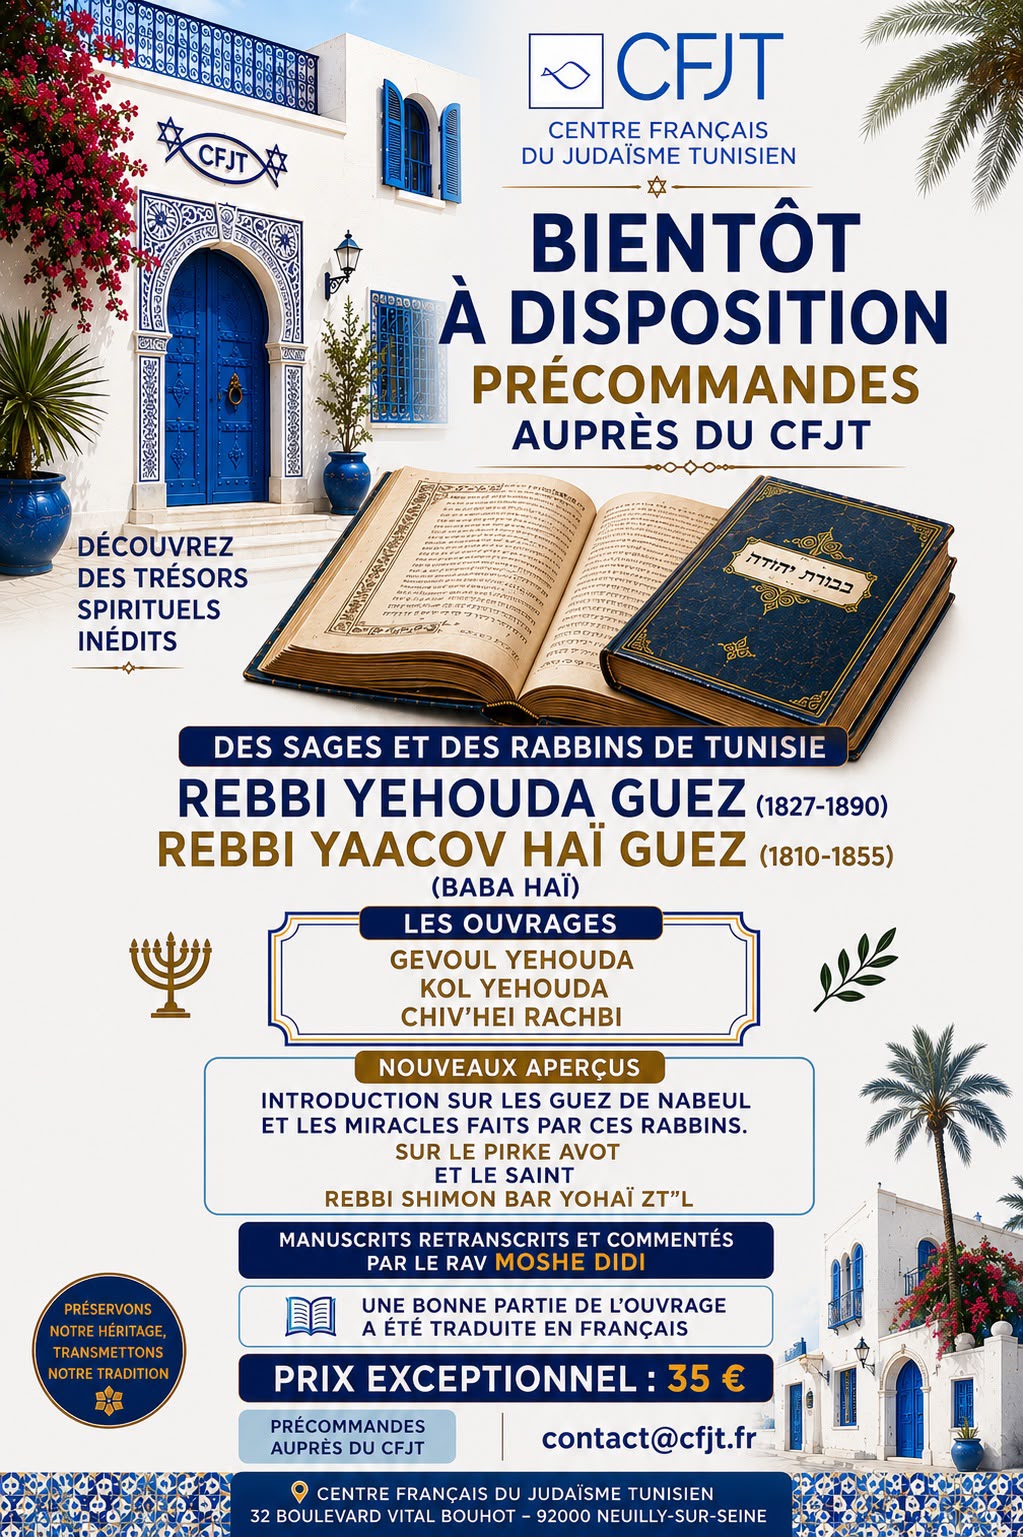 CFJT
CENTRE FRANÇAIS
DU JUDAÏSME TUNISIEN
CFJT
BIENTÔT
À DISPOSITION
PRÉCOMMANDES
AUPRÈS DU CFJT
DÉCOUVREZ
DES TRÉSORS
SPIRITUELS
INÉDITS
DES SAGES ET DES RABBINS DE TUNISIE
REBBI YEHOUDA GUEZ (1827-1890)
REBBI YAACOV HAÏ GUEZ (1810-1855)
(BABA HAÏ)
LES OUVRAGES
GEVOUL YEHOUDA
KOL YEHOUDA
CHIV'HEI RACHBI
NOUVEAUX APERÇUS
INTRODUCTION SUR LES GUEZ DE NABEUL
ET LES MIRACLES FAITS PAR CES RABBINS.
SUR LE PIRKE AVOT
ET LE SAINT
REBBI SHIMON BAR YOHAÏ ZT"L
MANUSCRITS RETRANSCRITS ET COMMENTÉS
PAR LE RAV MOSHE DIDI
UNE BONNE PARTIE DE L'OUVRAGE
A ÉTÉ TRADUITE EN FRANÇAIS
PRÉSERVONS
NOTRE HÉRITAGE,
TRANSMETTONS
NOTRE TRADITION
PRIX EXCEPTIONNEL : 35 €
PRÉCOMMANDES
AUPRÈS DU CFJT
contact@cfjt.fr
CENTRE FRANÇAIS DU JUDAÏSME TUNISIEN
32 BOULEVARD VITAL BOUHOT – 92000 NEUILLY-SUR-SEINE